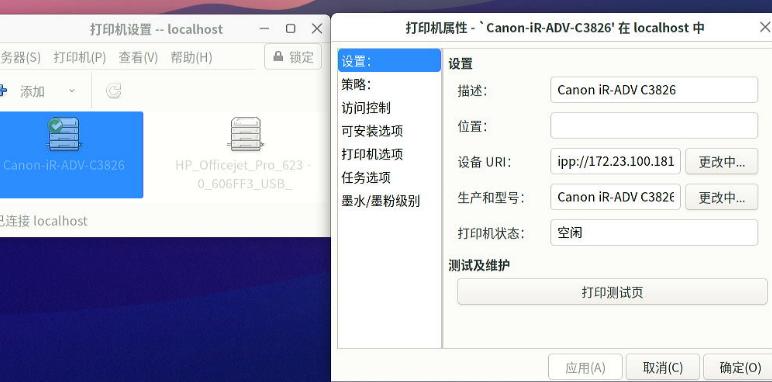 打印机设置 -- localhost
务器(S) 打印机(P) 查看(V) 帮助(H) 锁定
添加
Canon-iR-ADV-C3826
HP_Officejet_Pro_623-
0_606FF3_USB_
已连接 localhost
打印机属性 - `Canon-iR-ADV-C3826' 在 localhost 中
设置:
策略:
访问控制
可安装选项
打印机选项
任务选项
墨水/墨粉级别
设置
描述: Canon iR-ADV C3826
位置:
设备 URI: ipp://172.23.100.181 更改中...
生产和型号: Canon iR-ADV C3826 更改中...
打印机状态: 空闲
测试及维护
打印测试页
应用(A) 取消(C) 确定(O)